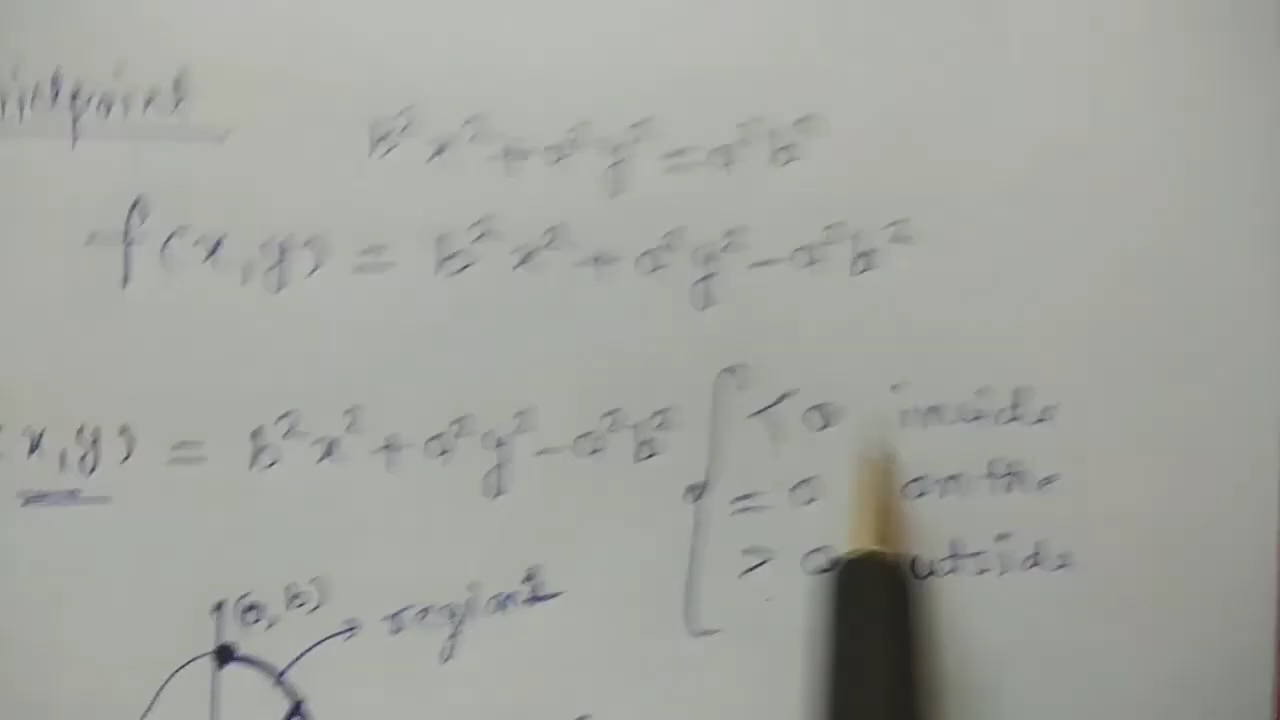 b²x²+a²y²=a²b²
f(x,y) = b²x²+a²y²-a²b²
x,y) = b²x²+a²y²-a²b²
< 0 inside
= 0 on the
> 0 outside
(0,b)